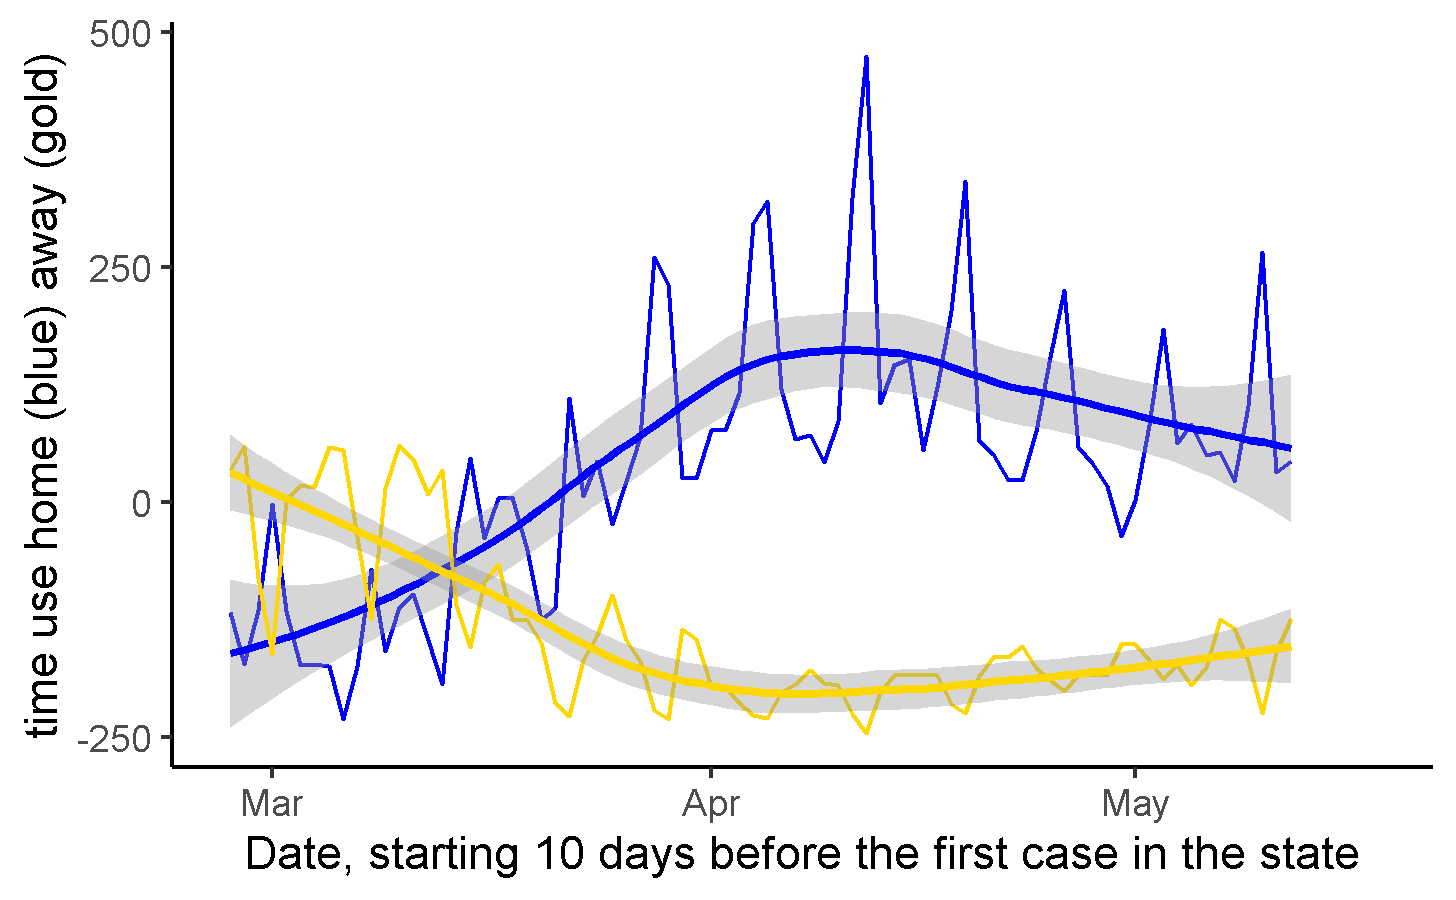 time use home (blue) away (gold)
500
250
0
-250
Mar
Apr
May
Date, starting 10 days before the first case in the state